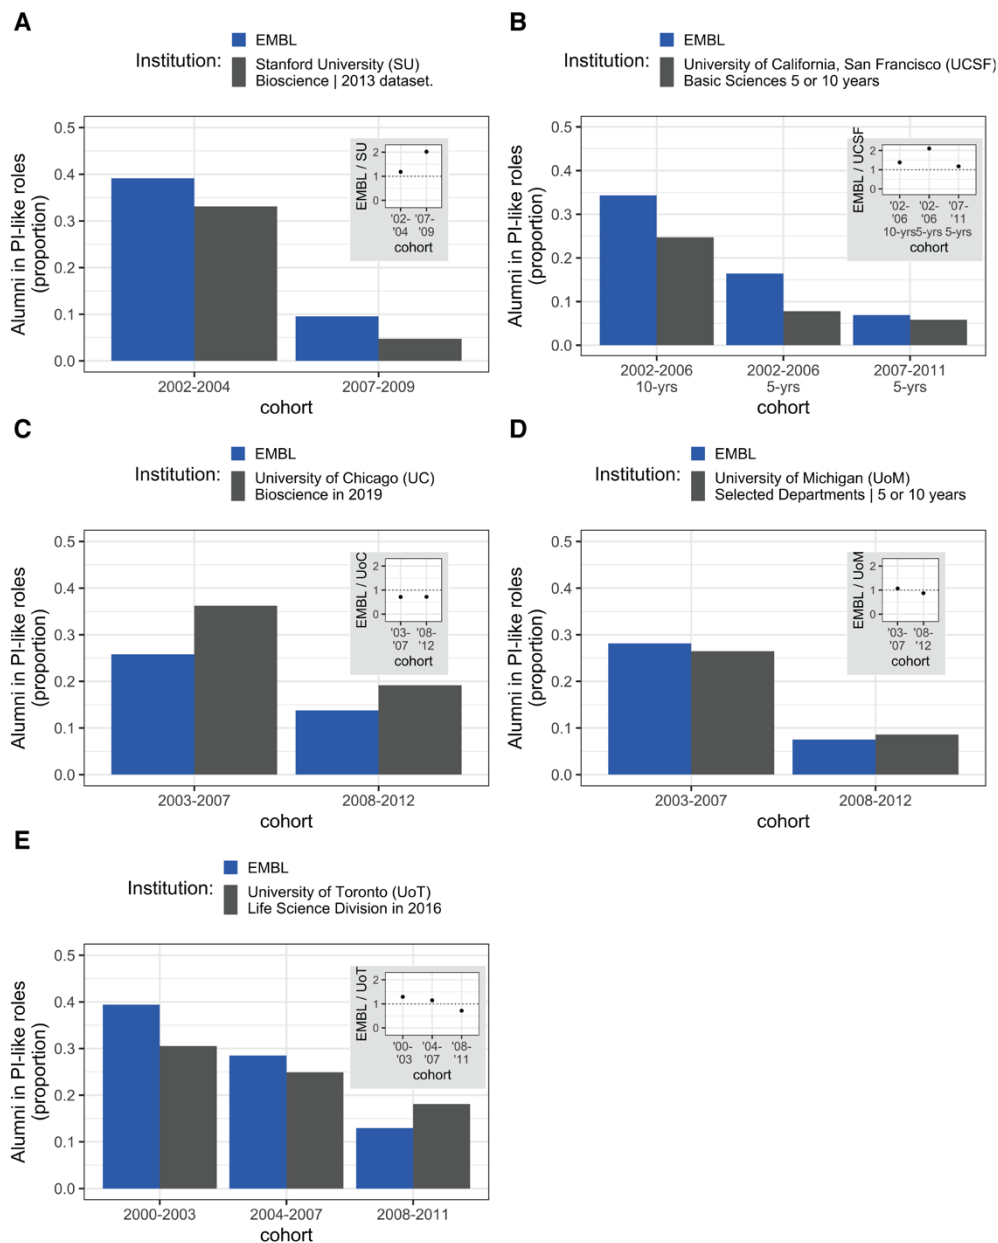 A
EMBL
Institution:
Stanford University (SU)
Bioscience | 2013 dataset.
Alumni in PI-like roles
(proportion)
0.5
0.4
0.3
0.2
0.1
0.0
EMBL / SU
2
1
0
'02- '07-
'04 '09
cohort
2002-2004 2007-2009
cohort
B
EMBL
Institution:
University of California, San Francisco (UCSF)
Basic Sciences 5 or 10 years
Alumni in PI-like roles
(proportion)
0.5
0.4
0.3
0.2
0.1
0.0
EMBL / UCSF
2
1
0
'02- '02- '07-
'06 '06 '11
10-yrs 5-yrs 5-yrs
cohort
2002-2006 2002-2006 2007-2011
10-yrs 5-yrs 5-yrs
cohort
C
EMBL
Institution:
University of Chicago (UC)
Bioscience in 2019
Alumni in PI-like roles
(proportion)
0.5
0.4
0.3
0.2
0.1
0.0
EMBL / UoC
2
1
0
'03- '08-
'07 '12
cohort
2003-2007 2008-2012
cohort
D
EMBL
Institution:
University of Michigan (UoM)
Selected Departments | 5 or 10 years
Alumni in PI-like roles
(proportion)
0.5
0.4
0.3
0.2
0.1
0.0
EMBL / UoM
2
1
0
'03- '08-
'07 '12
cohort
2003-2007 2008-2012
cohort
E
EMBL
Institution:
University of Toronto (UoT)
Life Science Division in 2016
Alumni in PI-like roles
(proportion)
0.5
0.4
0.3
0.2
0.1
0.0
EMBL / UoT
2
1
0
'00- '04- '08-
'03 '07 '11
cohort
2000-2003 2004-2007 2008-2011
cohort